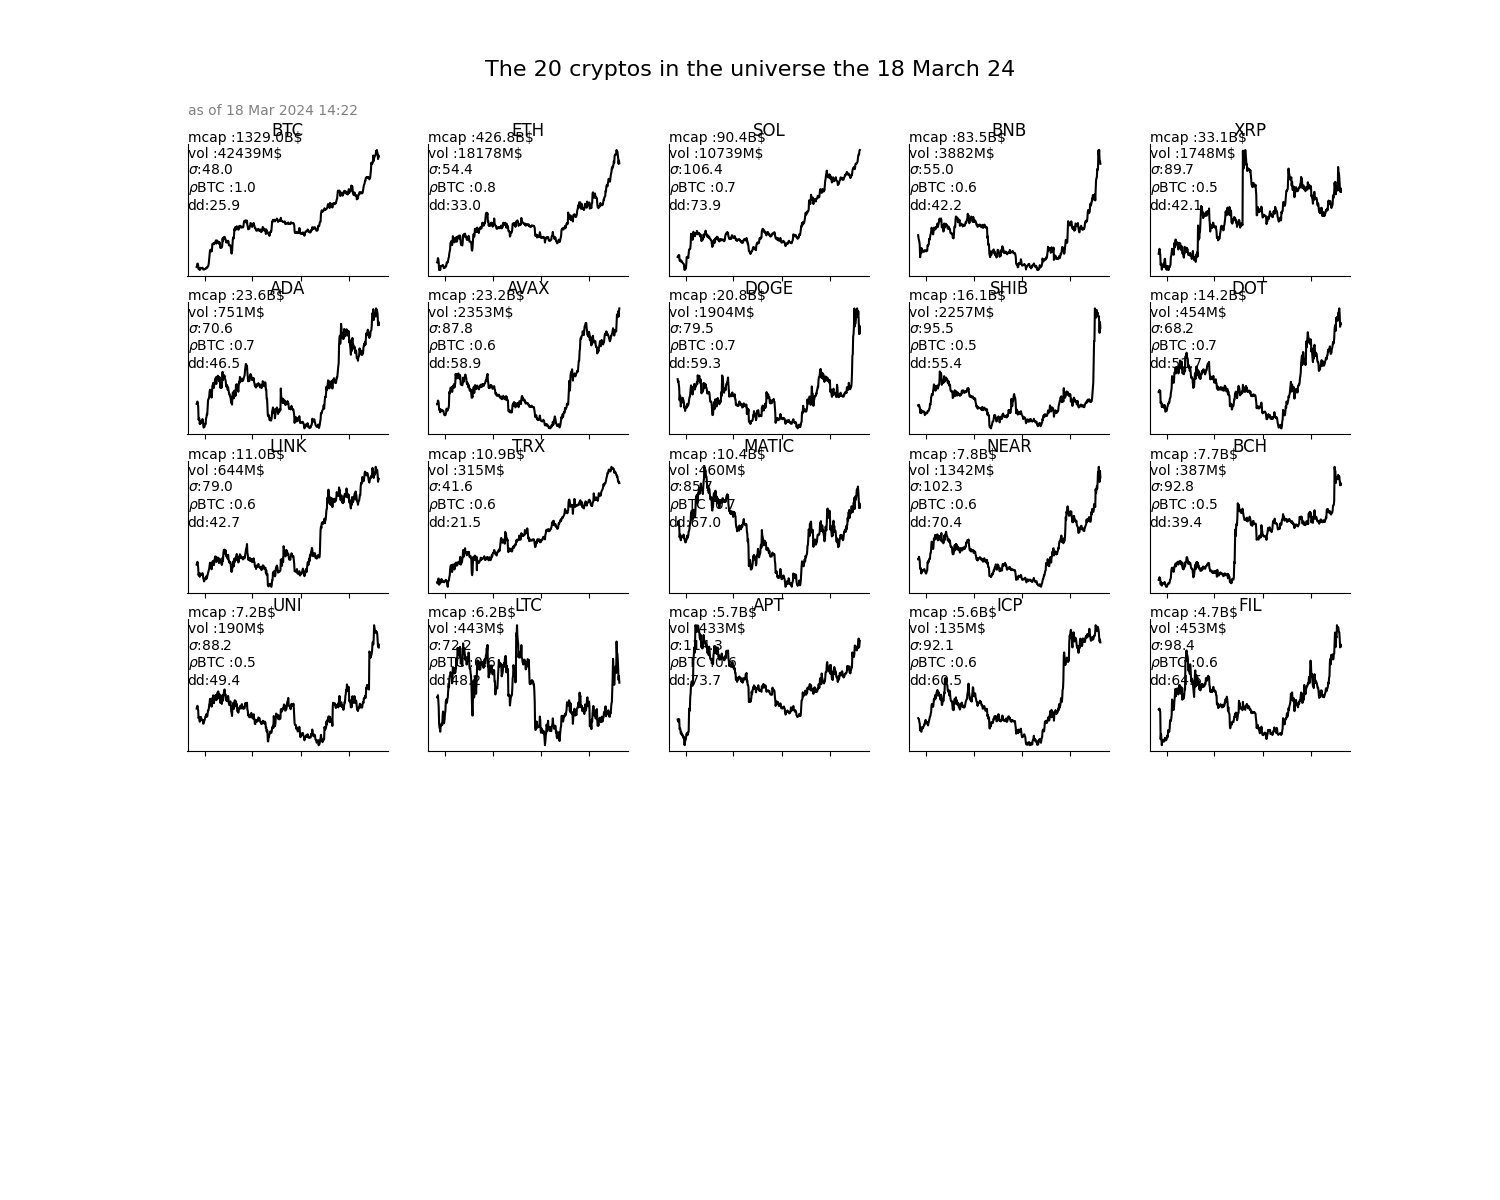 The 20 cryptos in the universe the 18 March 24
as of 18 Mar 2024 14:22
BTC
mcap :1329.0B$
vol :42439M$
σ:48.0
ρBTC :1.0
dd:25.9
ETH
mcap :426.8B$
vol :18178M$
σ:54.4
ρBTC :0.8
dd:33.0
SOL
mcap :90.4B$
vol :10739M$
σ:106.4
ρBTC :0.7
dd:73.9
BNB
mcap :83.5B$
vol :3882M$
σ:55.0
ρBTC :0.6
dd:42.2
XRP
mcap :33.1B$
vol :1748M$
σ:89.7
ρBTC :0.5
dd:42.1
ADA
mcap :23.6B$
vol :751M$
σ:70.6
ρBTC :0.7
dd:46.5
AVAX
mcap :23.2B$
vol :2353M$
σ:87.8
ρBTC :0.6
dd:58.9
DOGE
mcap :20.8B$
vol :1904M$
σ:79.5
ρBTC :0.7
dd:59.3
SHIB
mcap :16.1B$
vol :2257M$
σ:95.5
ρBTC :0.5
dd:55.4
DOT
mcap :14.2B$
vol :454M$
σ:68.2
ρBTC :0.7
LINK
mcap :11.0B$
vol :644M$
σ:79.0
ρBTC :0.6
dd:42.7
TRX
mcap :10.9B$
vol :315M$
σ:41.6
ρBTC :0.6
dd:21.5
MATIC
mcap :10.4B$
vol :460M$
σ:85.7
ρBTC :0.7
dd:67.0
NEAR
mcap :7.8B$
vol :1342M$
σ:102.3
ρBTC :0.6
dd:70.4
BCH
mcap :7.7B$
vol :387M$
σ:92.8
ρBTC :0.5
dd:39.4
UNI
mcap :7.2B$
vol :190M$
σ:88.2
ρBTC :0.5
dd:49.4
LTC
mcap :6.2B$
vol :443M$
σ:72.2
ρBTC :0.6
dd:48.2
APT
mcap :5.7B$
vol :433M$
ρBTC :0.6
dd:73.7
ICP
mcap :5.6B$
vol :135M$
σ:92.1
ρBTC :0.6
dd:60.5
FIL
mcap :4.7B$
vol :453M$
σ:98.4
ρBTC :0.6